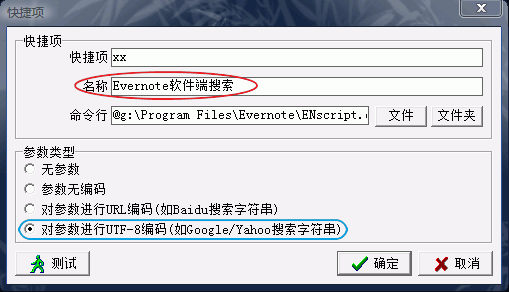 快捷项
快捷项
快捷项 xx
名称 Evernote软件端搜索
命令行 @g:\Program Files\Evernote\ENscript. 文件 文件夹
参数类型
无参数
参数无编码
对参数进行URL编码(如Baidu搜索字符串)
对参数进行UTF-8编码(如Google/Yahoo搜索字符串)
测试 确定 取消